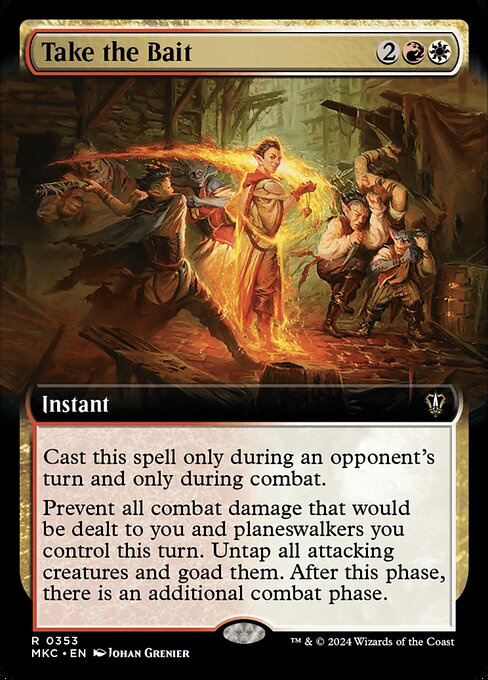 Take the Bait 2
Instant
Cast this spell only during an opponent's
turn and only during combat.
Prevent all combat damage that would
be dealt to you and planeswalkers you
control this turn. Untap all attacking
creatures and goad them. After this phase,
there is an additional combat phase.
R 0353
MKC • EN Johan Grenier
™ & © 2024 Wizards of the Coast